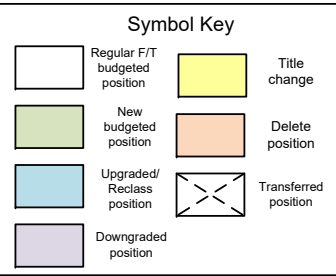 Symbol Key
Regular F/T
budgeted
position
Title
change
New
budgeted
position
Delete
position
Upgraded/
Reclass
position
Transferred
position
Downgraded
position